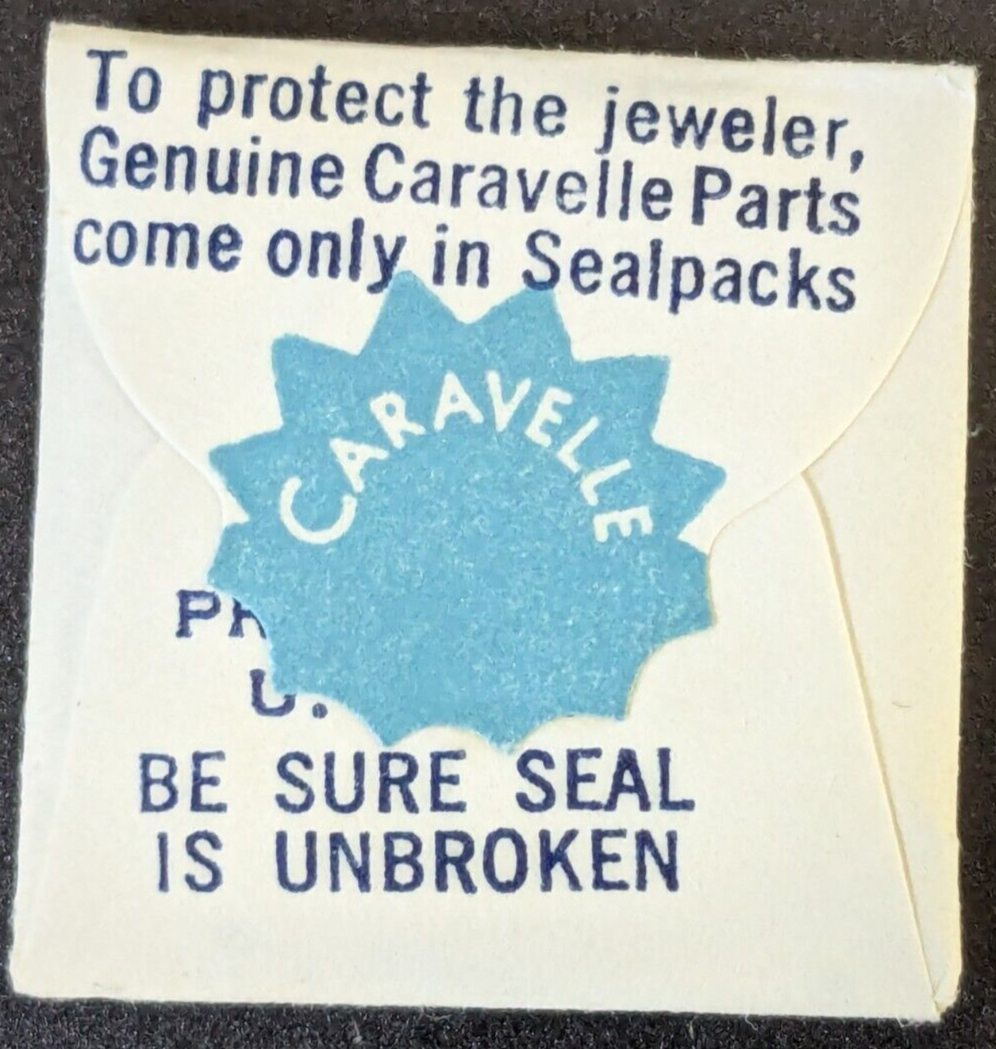 To protect the jeweler,
Genuine Caravelle Parts
come only in Sealpacks
CARAVELLE
BE SURE SEAL
IS UNBROKEN